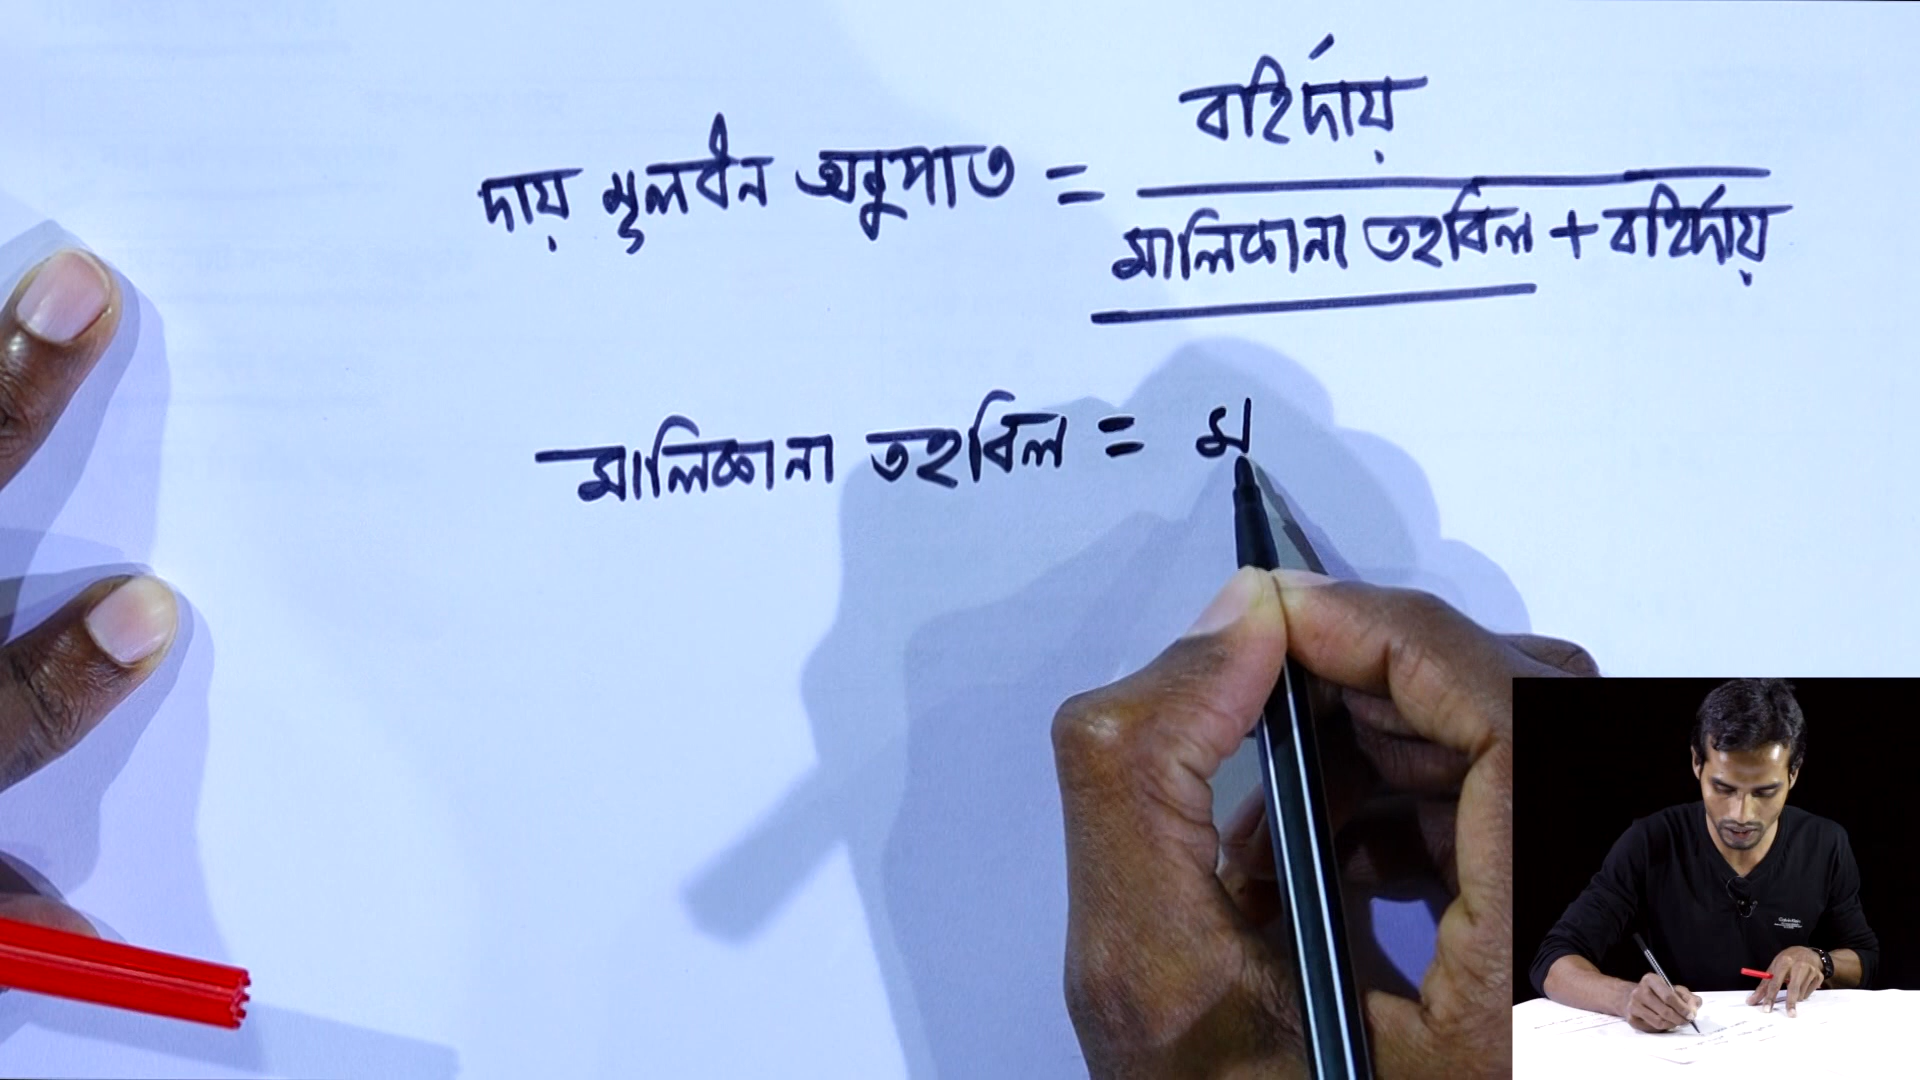 দায় মূলধন অনুপাত = বহির্দায় / মালিকানা তহবিল + বহির্দায়
মালিকানা তহবিল = ম